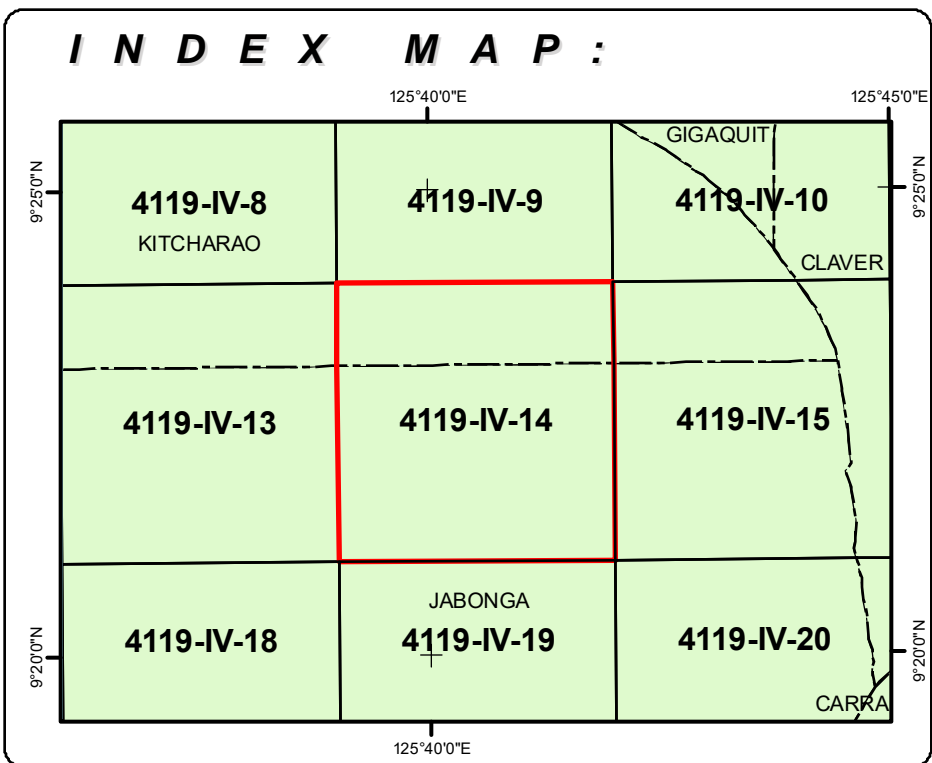 INDEX MAP:
125°40'0"E
125°45'0"E
GIGAQUIT
9°25'0"N
9°25'0"N
4119-IV-8
4119-IV-9
4119-IV-10
KITCHARAO
CLAVER
4119-IV-13
4119-IV-14
4119-IV-15
JABONGA
4119-IV-18
4119-IV-19
4119-IV-20
9°20'0"N
9°20'0"N
CARRA
125°40'0"E